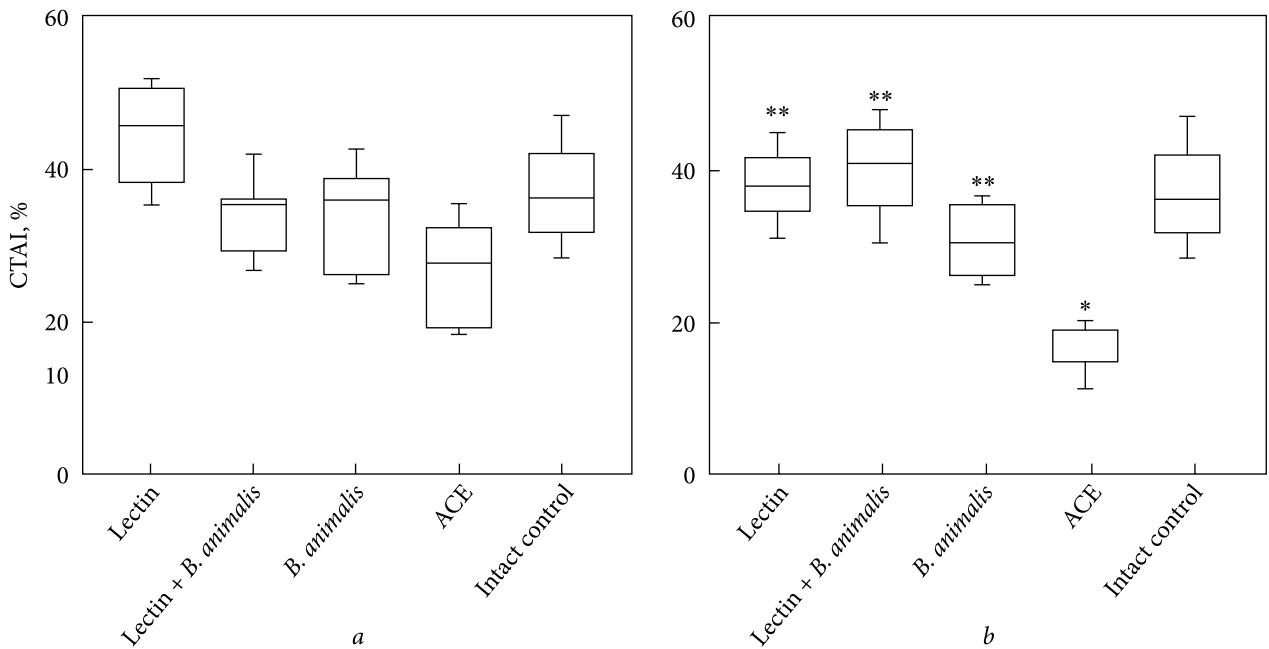 CTAI, %
60
40
20
10
0
Lectin
Lectin + B. animalis
B. animalis
ACE
Intact control
a
60
40
20
0
**
**
**
*
Lectin
Lectin + B. animalis
B. animalis
ACE
Intact control
b